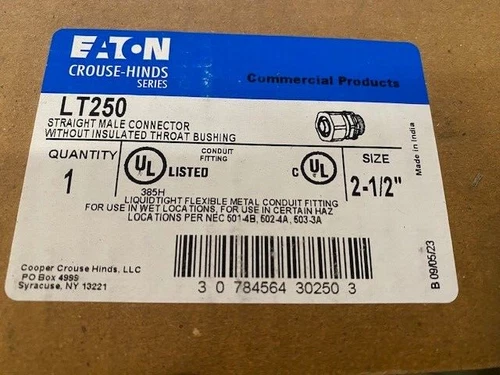 EATON
CROUSE-HINDS
SERIES
Commercial Products
LT250
STRAIGHT MALE CONNECTOR
WITHOUT INSULATED THROAT BUSHING
QUANTITY
1
UL
LISTED
385H
CONDUIT
FITTING
C UL
SIZE
2-1/2"
LIQUIDTIGHT FLEXIBLE METAL CONDUIT FITTING
FOR USE IN WET LOCATIONS, FOR USE IN CERTAIN HAZ
LOCATIONS PER NEC 501-4B, 502-4A, 503-3A
Cooper Crouse Hinds, LLC
PO Box 4999
Syracuse, NY 13221
3 0 784564 30250 3
Made in India
B 09/05/23